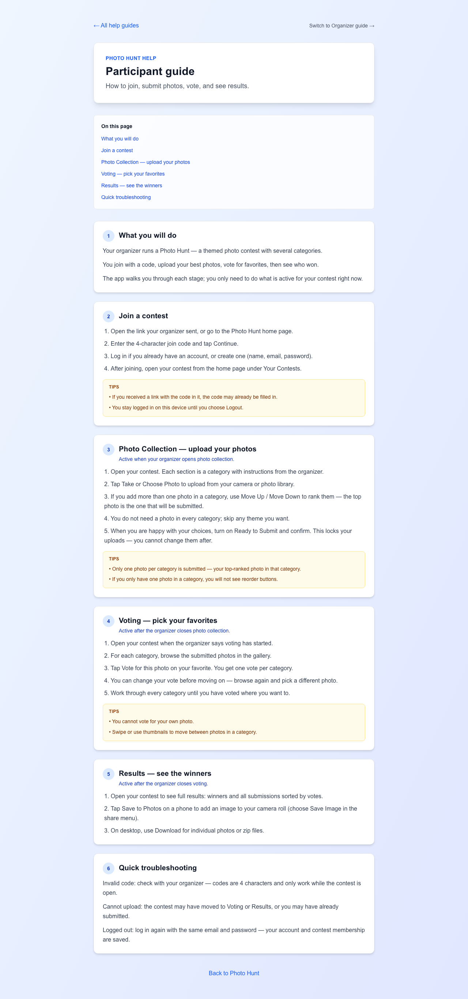 ← All help guides
Switch to Organizer guide →
PHOTO HUNT HELP
Participant guide
How to join, submit photos, vote, and see results.
On this page
What you will do
Join a contest
Photo Collection — upload your photos
Voting — pick your favorites
Results — see the winners
Quick troubleshooting
1 What you will do
Your organizer runs a Photo Hunt — a themed photo contest with several categories.
You join with a code, upload your best photos, vote for favorites, then see who won.
The app walks you through each stage; you only need to do what is active for your contest right now.
2 Join a contest
1. Open the link your organizer sent, or go to the Photo Hunt home page.
2. Enter the 4-character join code and tap Continue.
3. Log in if you already have an account, or create one (name, email, password).
4. After joining, open your contest from the home page under Your Contests.
TIPS
• If you received a link with the code in it, the code may already be filled in.
• You stay logged in on this device until you choose Logout.
3 Photo Collection — upload your photos
Active when your organizer opens photo collection.
1. Open your contest. Each section is a category with instructions from the organizer.
2. Tap Take or Choose Photo to upload from your camera or photo library.
3. If you add more than one photo in a category, use Move Up / Move Down to rank them — the top
photo is the one that will be submitted.
4. You do not need a photo in every category; skip any theme you want.
5. When you are happy with your choices, turn on Ready to Submit and confirm. This locks your
uploads — you cannot change them after.
TIPS
• Only one photo per category is submitted — your top-ranked photo in that category.
• If you only have one photo in a category, you will not see reorder buttons.
4 Voting — pick your favorites
Active after the organizer closes photo collection.
1. Open your contest when the organizer says voting has started.
2. For each category, browse the submitted photos in the gallery.
3. Tap Vote for this photo on your favorite. You get one vote per category.
4. You can change your vote before moving on — browse again and pick a different photo.
5. Work through every category until you have voted where you want to.
TIPS
• You cannot vote for your own photo.
• Swipe or use thumbnails to move between photos in a category.
5 Results — see the winners
Active after the organizer closes voting.
1. Open your contest to see full results: winners and all submissions sorted by votes.
2. Tap Save to Photos on a phone to add an image to your camera roll (choose Save Image in the
share menu).
3. On desktop, use Download for individual photos or zip files.
6 Quick troubleshooting
Invalid code: check with your organizer — codes are 4 characters and only work while the contest is
open.
Cannot upload: the contest may have moved to Voting or Results, or you may have already
submitted.
Logged out: log in again with the same email and password — your account and contest membership
are saved.
Back to Photo Hunt